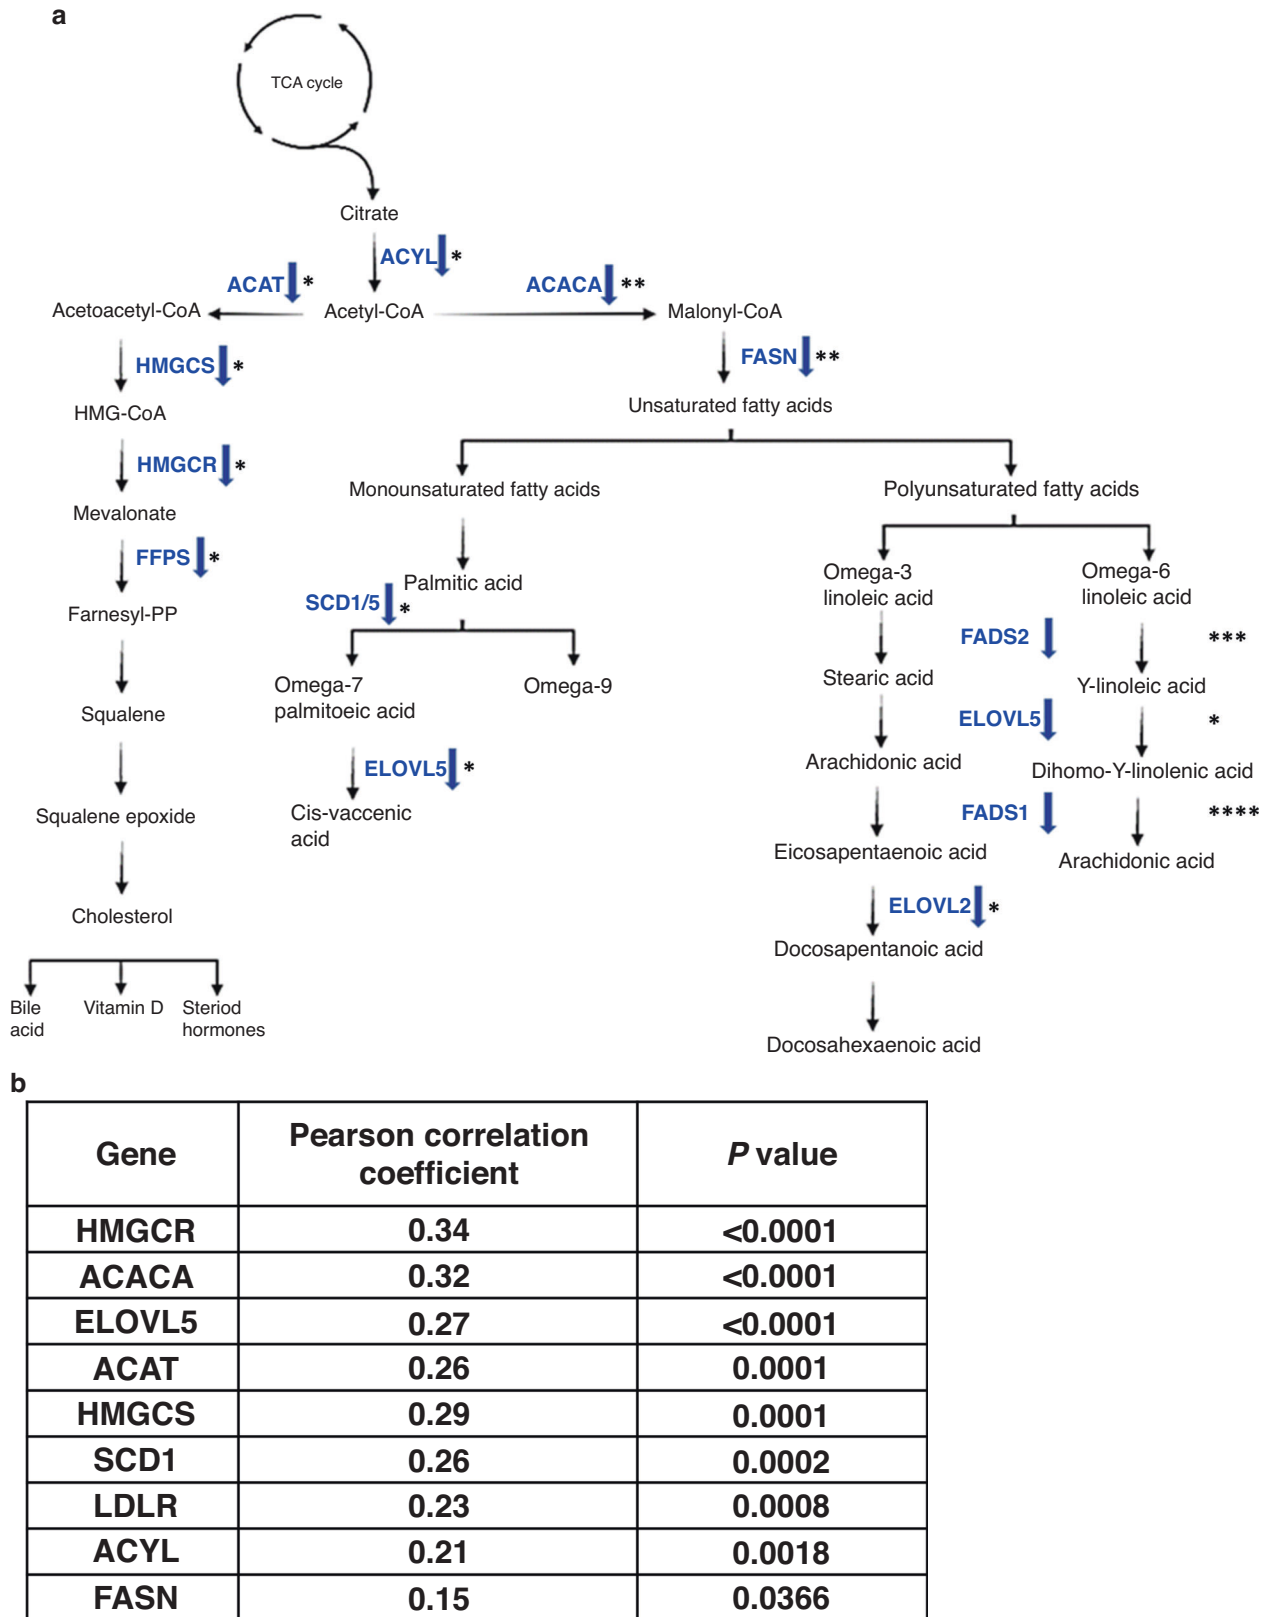 a
TCA cycle
Citrate
ACYL *
ACAT *
ACACA **
Acetoacetyl-CoA
Acetyl-CoA
Malonyl-CoA
HMGCS *
FASN **
HMG-CoA
Unsaturated fatty acids
HMGCR *
Monounsaturated fatty acids
Polyunsaturated fatty acids
Mevalonate
FFPS *
Palmitic acid
SCD1/5 *
Omega-3
linoleic acid
Omega-6
linoleic acid
Farnesyl-PP
FADS2 ***
Omega-7
palmitoeic acid
Omega-9
Stearic acid
Y-linoleic acid
Squalene
ELOVL5 *
ELOVL5 *
Arachidonic acid
Dihomo-Y-linolenic acid
Squalene epoxide
Cis-vaccenic
acid
FADS1 ****
Eicosapentaenoic acid
Arachidonic acid
Cholesterol
ELOVL2 *
Docosapentanoic acid
Bile
acid
Vitamin D
Steriod
hormones
Docosahexaenoic acid
b
Gene
Pearson correlation
coefficient
P value
HMGCR 0.34 <0.0001
ACACA 0.32 <0.0001
ELOVL5 0.27 <0.0001
ACAT 0.26 0.0001
HMGCS 0.29 0.0001
SCD1 0.26 0.0002
LDLR 0.23 0.0008
ACYL 0.21 0.0018
FASN 0.15 0.0366